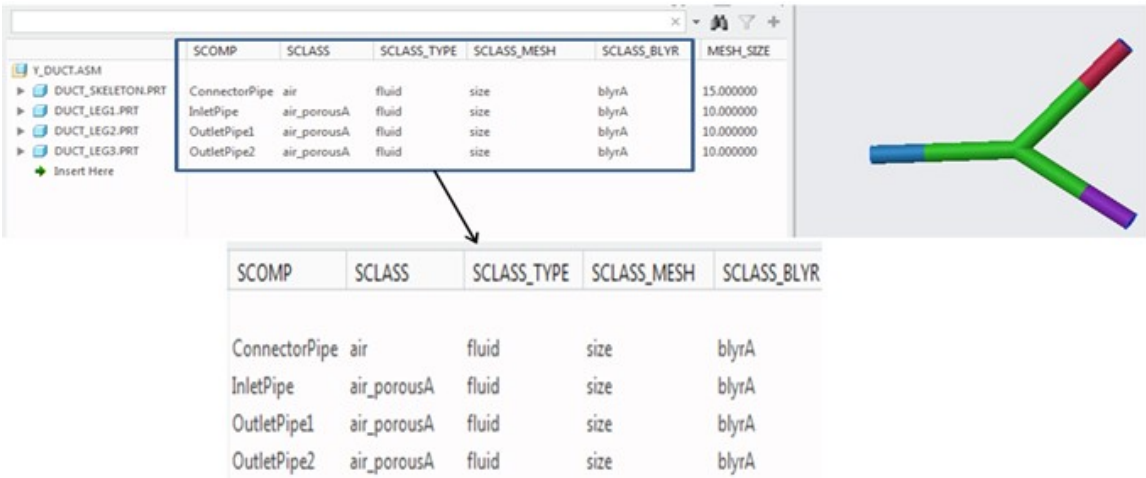 SCOMP SCLASS SCLASS_TYPE SCLASS_MESH SCLASS_BLYR MESH_SIZE
Y_DUCT.ASM
DUCT_SKELETON.PRT ConnectorPipe air fluid size blyrA 15.000000
DUCT_LEG1.PRT InletPipe air_porousA fluid size blyrA 10.000000
DUCT_LEG2.PRT OutletPipe1 air_porousA fluid size blyrA 10.000000
DUCT_LEG3.PRT OutletPipe2 air_porousA fluid size blyrA 10.000000
Insert Here
SCOMP SCLASS SCLASS_TYPE SCLASS_MESH SCLASS_BLYR
ConnectorPipe air fluid size blyrA
InletPipe air_porousA fluid size blyrA
OutletPipe1 air_porousA fluid size blyrA
OutletPipe2 air_porousA fluid size blyrA